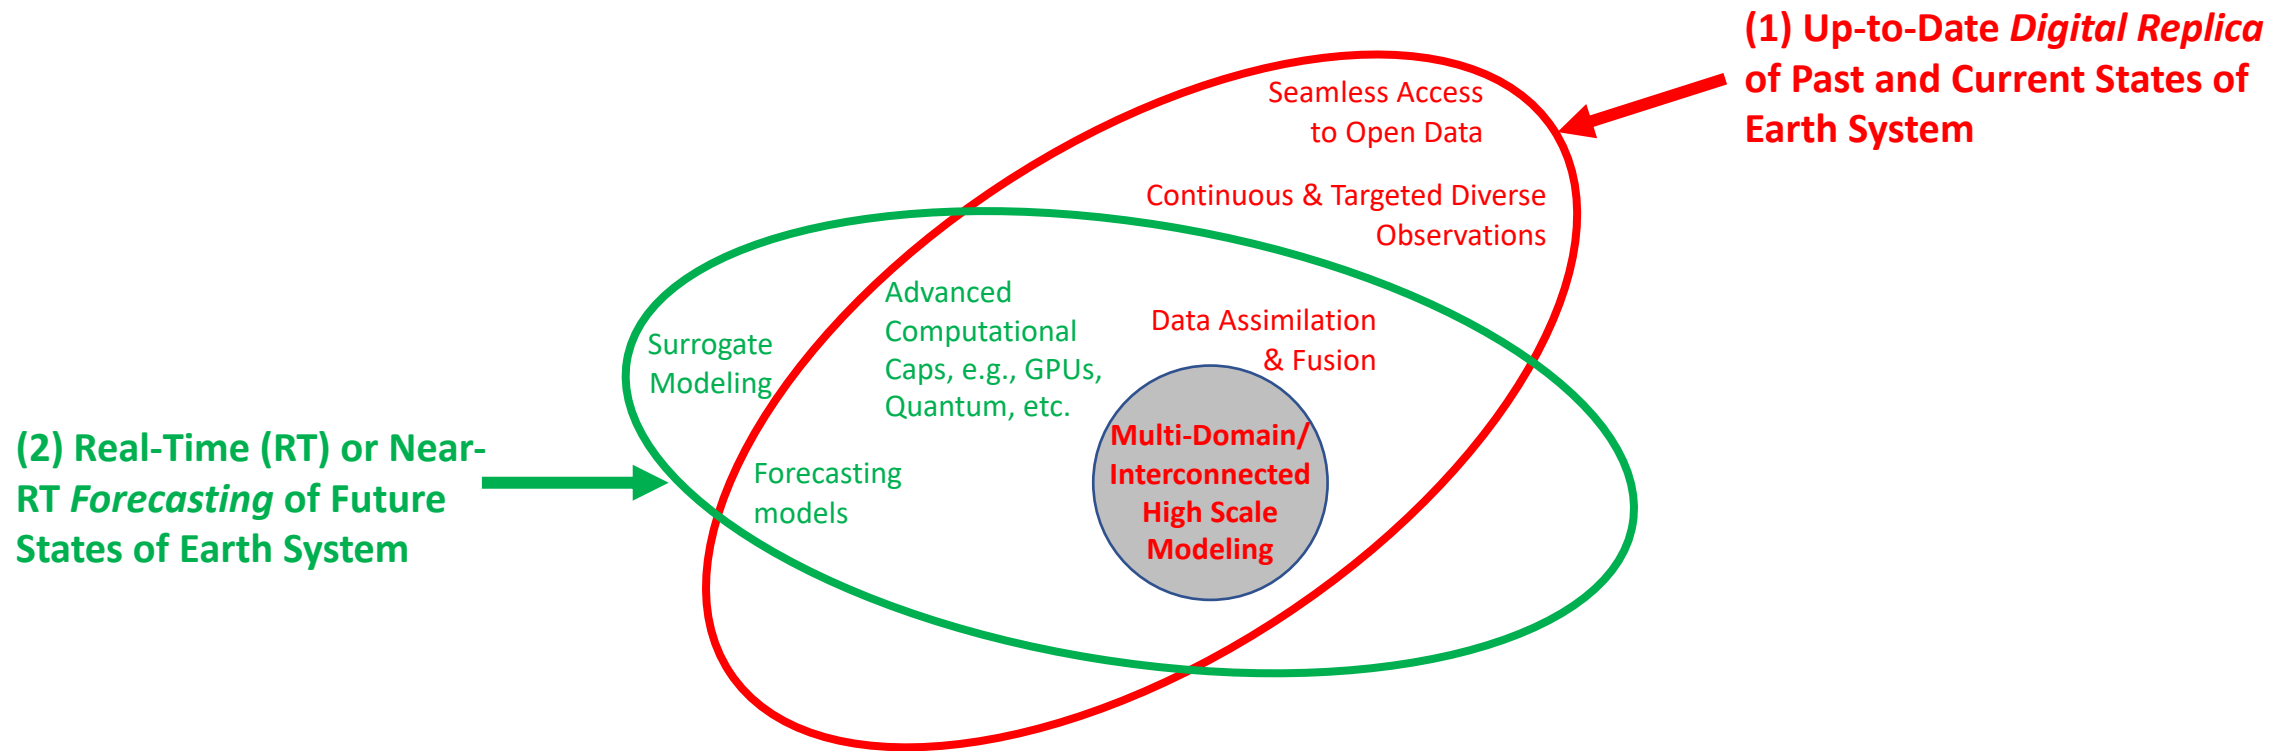 (1) Up-to-Date Digital Replica
of Past and Current States of
Earth System
Seamless Access
to Open Data
Continuous & Targeted Diverse
Observations
Advanced
Computational
Caps, e.g., GPUs,
Quantum, etc.
Data Assimilation
& Fusion
Surrogate
Modeling
(2) Real-Time (RT) or Near-
RT Forecasting of Future
States of Earth System
Forecasting
models
Multi-Domain/
Interconnected
High Scale
Modeling